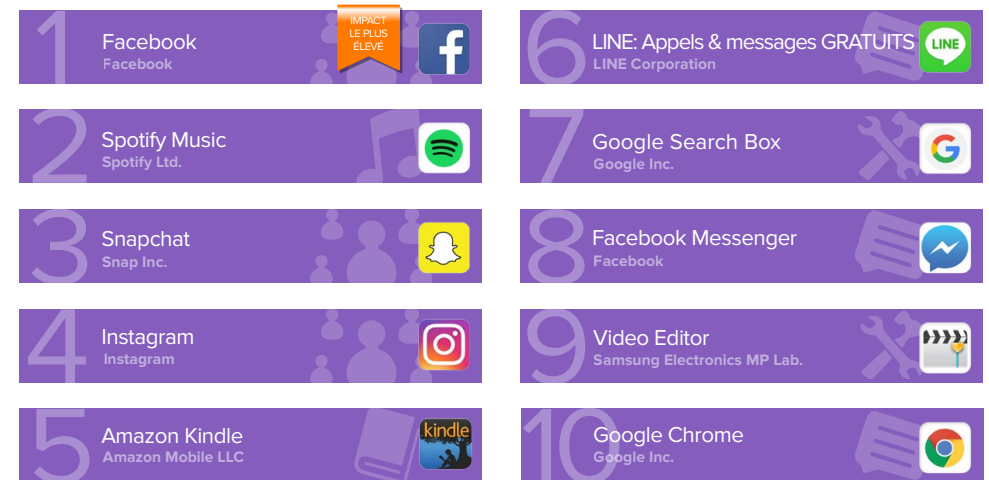 1
Facebook
Facebook
IMPACT
LE PLUS
ÉLEVÉ
f
2
Spotify Music
Spotify Ltd.
3
Snapchat
Snap Inc.
4
Instagram
Instagram
5
Amazon Kindle
Amazon Mobile LLC
kindle
6
LINE: Appels & messages GRATUITS
LINE Corporation
LINE
7
Google Search Box
Google Inc.
G
8
Facebook Messenger
Facebook
9
Video Editor
Samsung Electronics MP Lab.
10
Google Chrome
Google Inc.